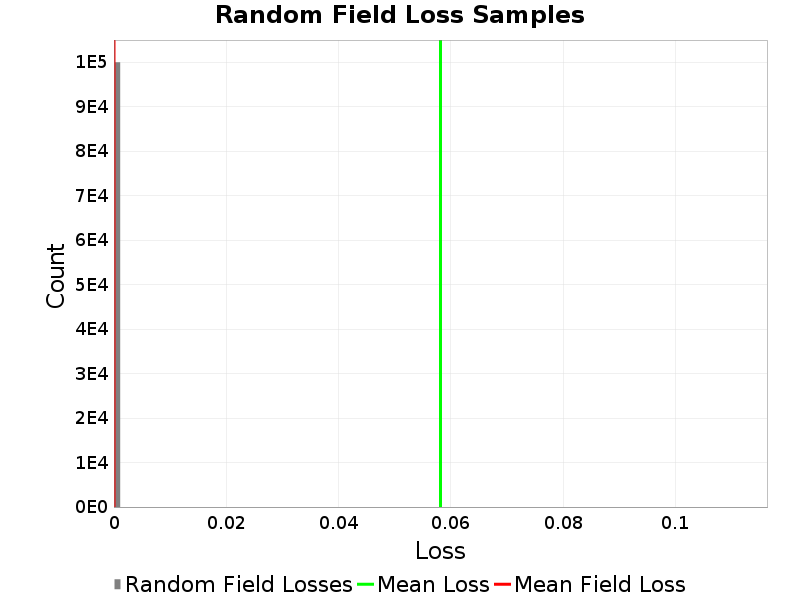 Random Field Loss Samples
1E5
9E4
8E4
7E4
6E4
5E4
4E4
3E4
2E4
1E4
0E0
Count
0 0.02 0.04 0.06 0.08 0.1
Loss
Random Field Losses Mean Loss Mean Field Loss